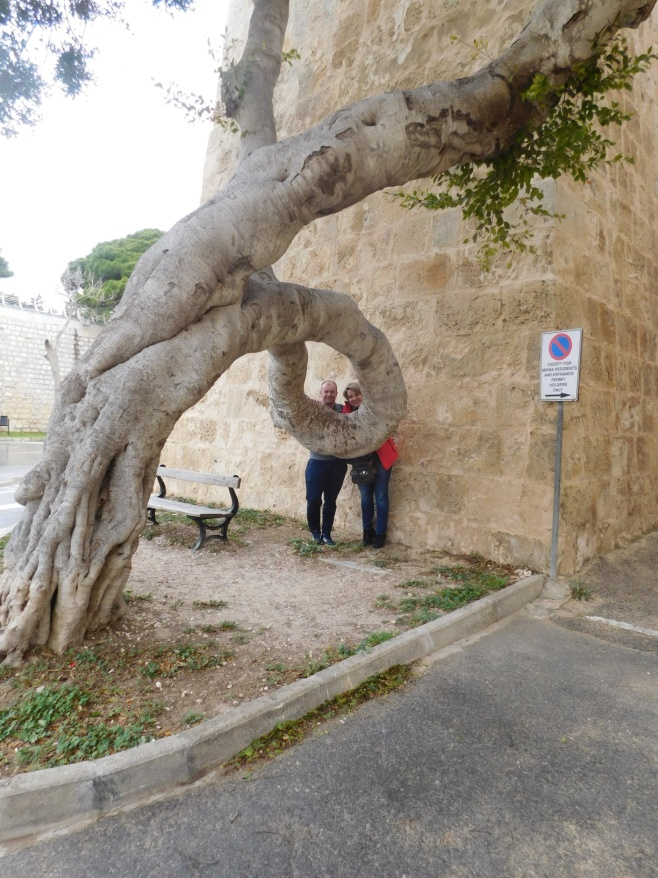 EXCEPT FOR
MDINA RESIDENTS
AND ENTRANCE
PERMIT
HOLDERS
ONLY